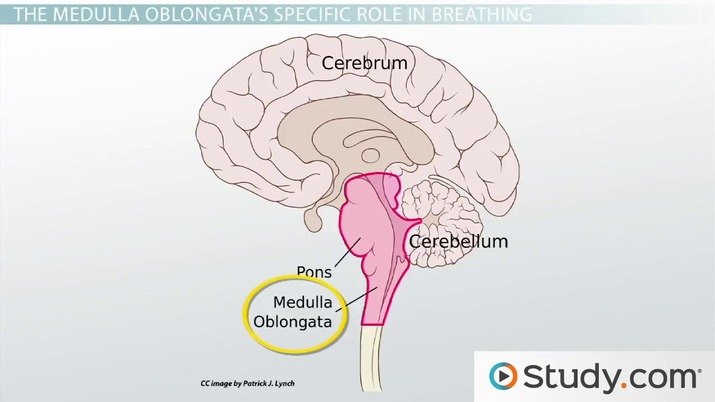 THE MEDULLA OBLONGATA'S SPECIFIC ROLE IN BREATHING
Cerebrum
Cerebellum
Pons
Medulla
Oblongata
CC image by Patrick J. Lynch
Study.com